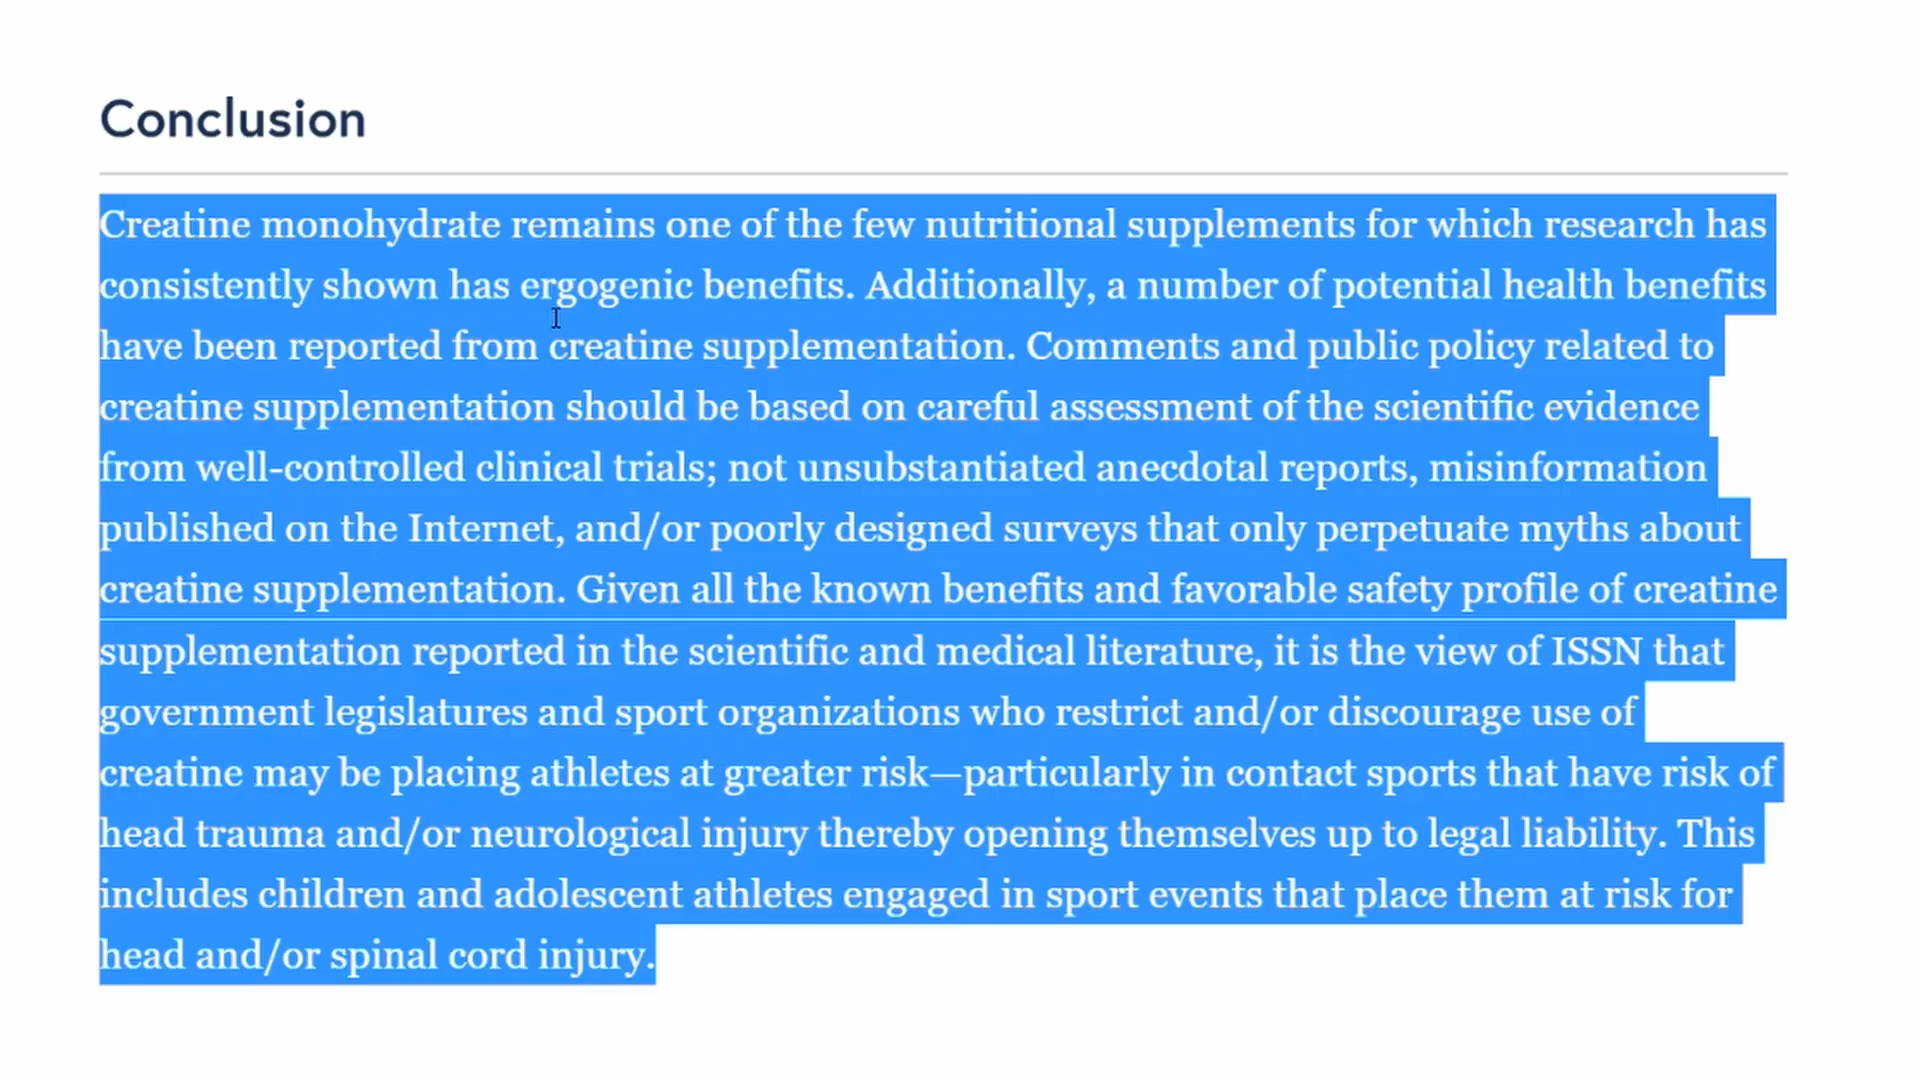 Conclusion
Creatine monohydrate remains one of the few nutritional supplements for which research has
consistently shown has ergogenic benefits. Additionally, a number of potential health benefits
have been reported from creatine supplementation. Comments and public policy related to
creatine supplementation should be based on careful assessment of the scientific evidence
from well-controlled clinical trials; not unsubstantiated anecdotal reports, misinformation
published on the Internet, and/or poorly designed surveys that only perpetuate myths about
creatine supplementation. Given all the known benefits and favorable safety profile of creatine
supplementation reported in the scientific and medical literature, it is the view of ISSN that
government legislatures and sport organizations who restrict and/or discourage use of
creatine may be placing athletes at greater risk—particularly in contact sports that have risk of
head trauma and/or neurological injury thereby opening themselves up to legal liability. This
includes children and adolescent athletes engaged in sport events that place them at risk for
head and/or spinal cord injury.